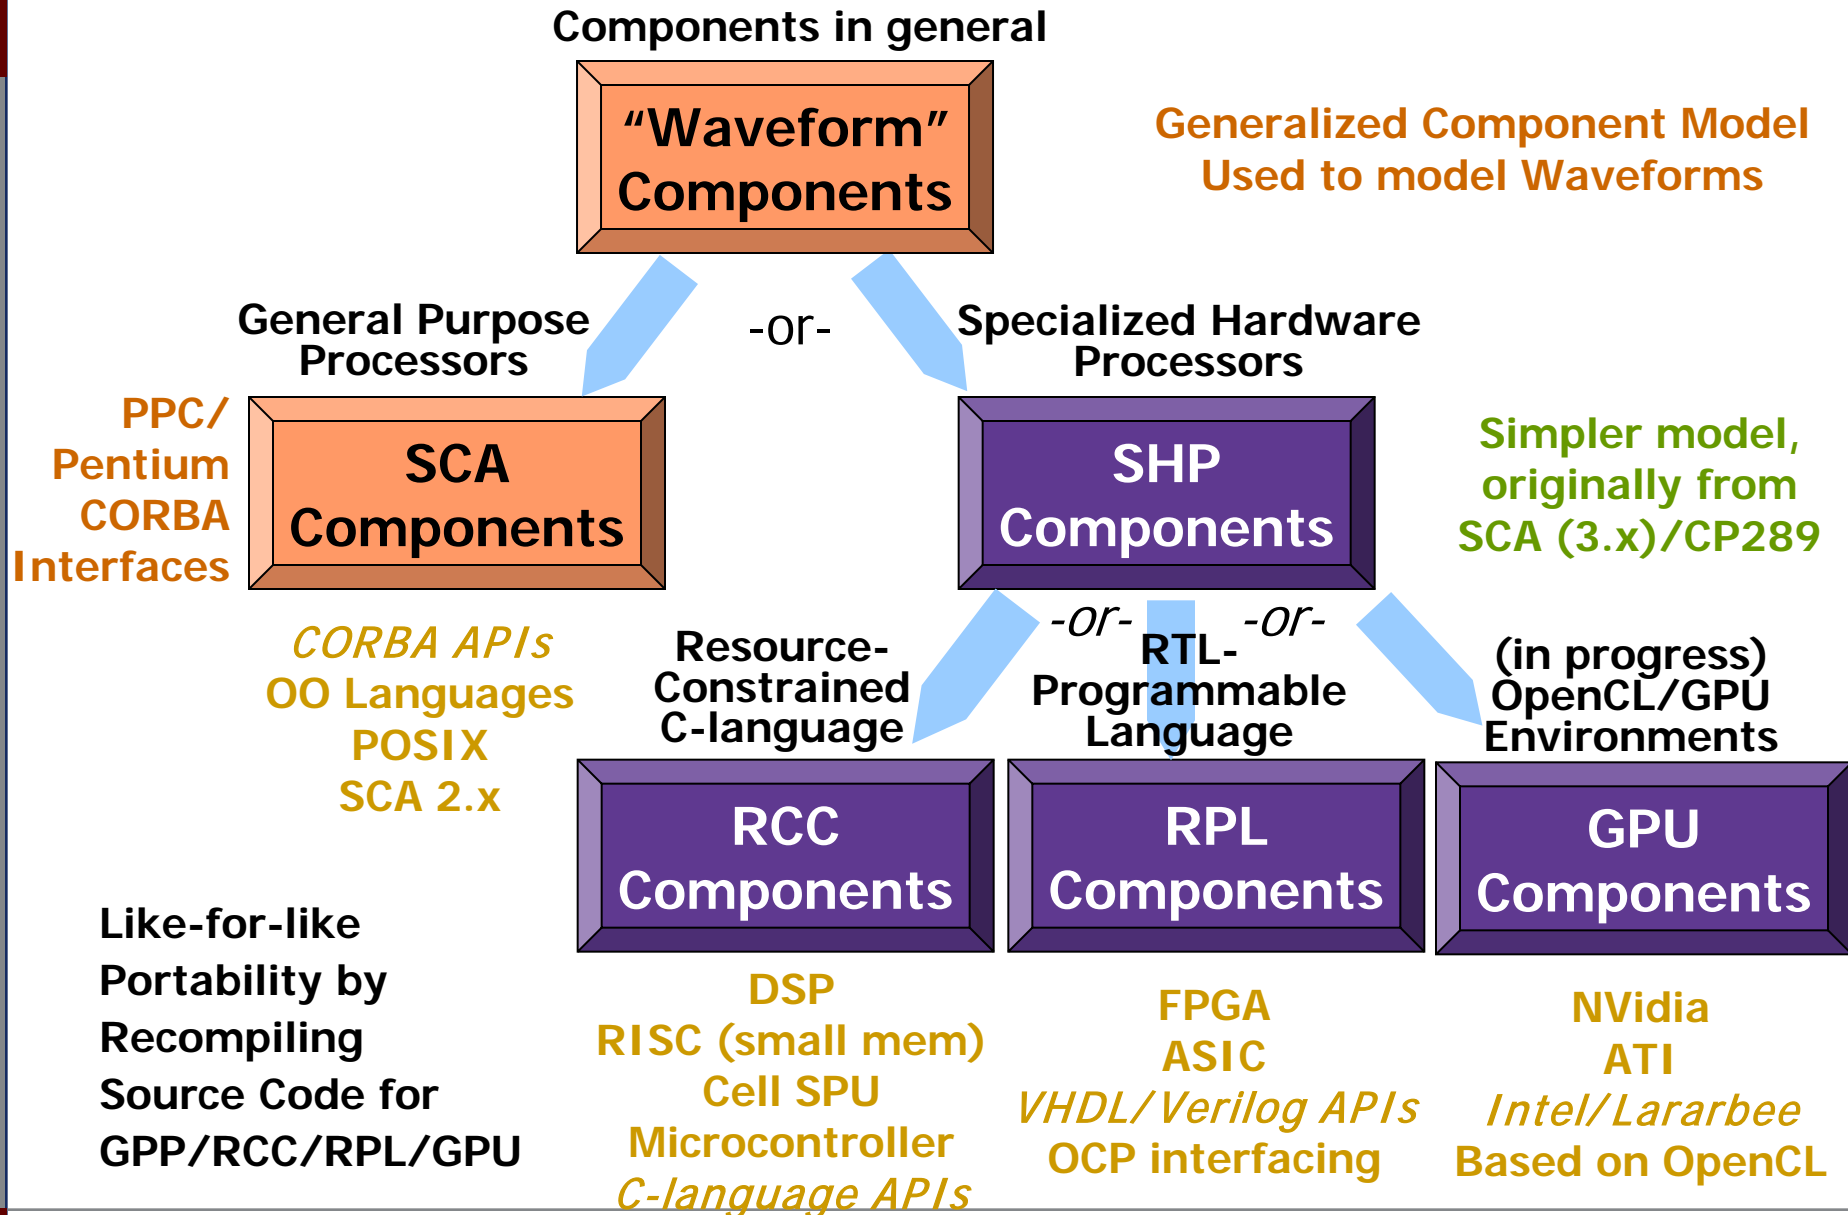 Components in general
“Waveform”
Components
Generalized Component Model
Used to model Waveforms
General Purpose
Processors
-or-
Specialized Hardware
Processors
PPC/
Pentium
CORBA
Interfaces
SCA
Components
SHP
Components
Simpler model,
originally from
SCA (3.x)/CP289
CORBA APIs
OO Languages
POSIX
SCA 2.x
Resource-
Constrained
C-language
-or-
RTL-
Programmable
Language
-or-
(in progress)
OpenCL/GPU
Environments
RCC
Components
RPL
Components
GPU
Components
Like-for-like
Portability by
Recompiling
Source Code for
GPP/RCC/RPL/GPU
DSP
RISC (small mem)
Cell SPU
Microcontroller
C-language APIs
FPGA
ASIC
VHDL/Verilog APIs
OCP interfacing
NVidia
ATI
Intel/Lararbee
Based on OpenCL